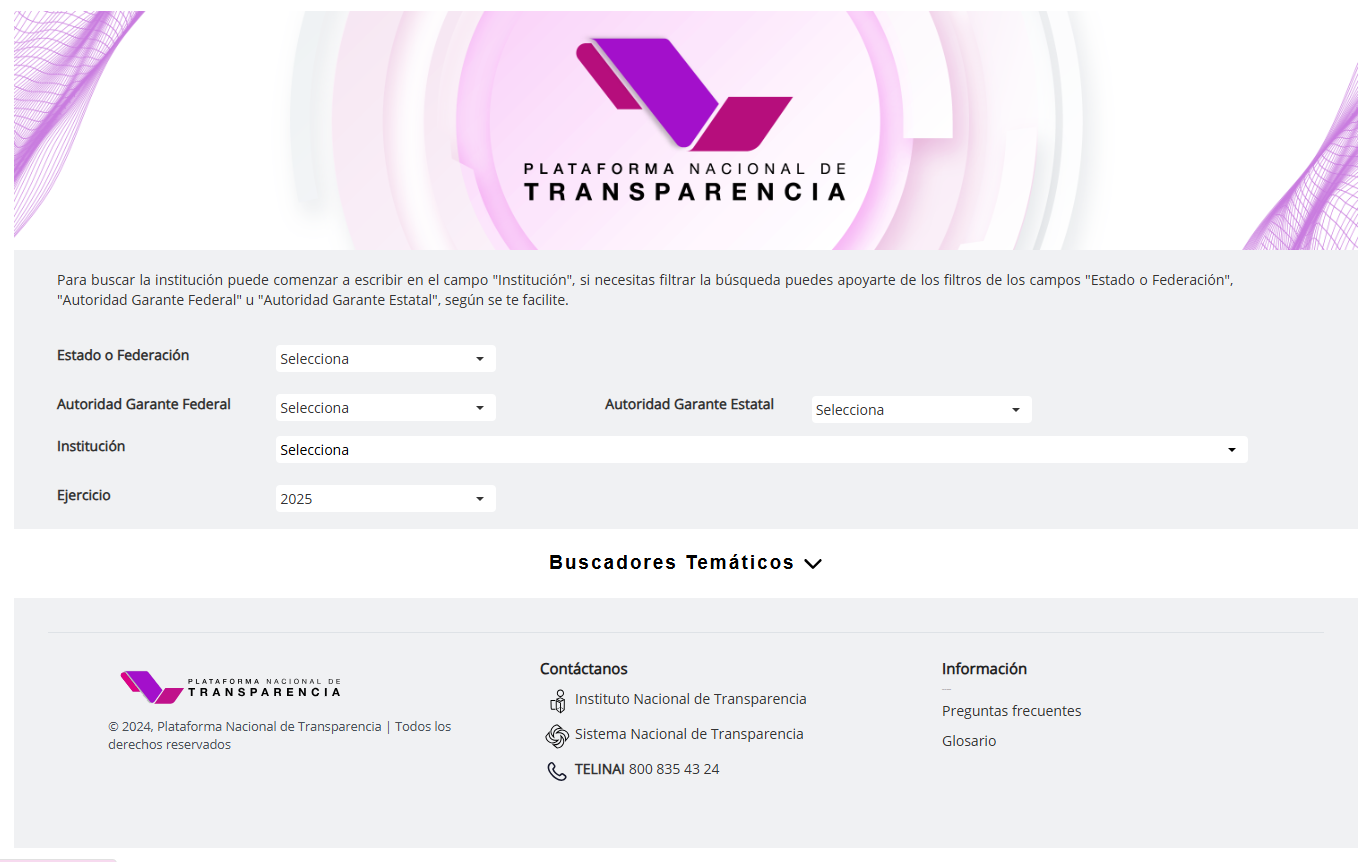 PLATAFORMA NACIONAL DE
TRANSPARENCIA
Para buscar la institución puede comenzar a escribir en el campo "Institución", si necesitas filtrar la búsqueda puedes apoyarte de los filtros de los campos "Estado o Federación",
"Autoridad Garante Federal" u "Autoridad Garante Estatal", según se te facilite.
Estado o Federación
Selecciona
Autoridad Garante Federal
Selecciona
Autoridad Garante Estatal
Selecciona
Institución
Selecciona
Ejercicio
2025
Buscadores Temáticos
PLATAFORMA NACIONAL DE
TRANSPARENCIA
© 2024, Plataforma Nacional de Transparencia | Todos los
derechos reservados
Contáctanos
Instituto Nacional de Transparencia
Sistema Nacional de Transparencia
TELINAI 800 835 43 24
Información
Preguntas frecuentes
Glosario